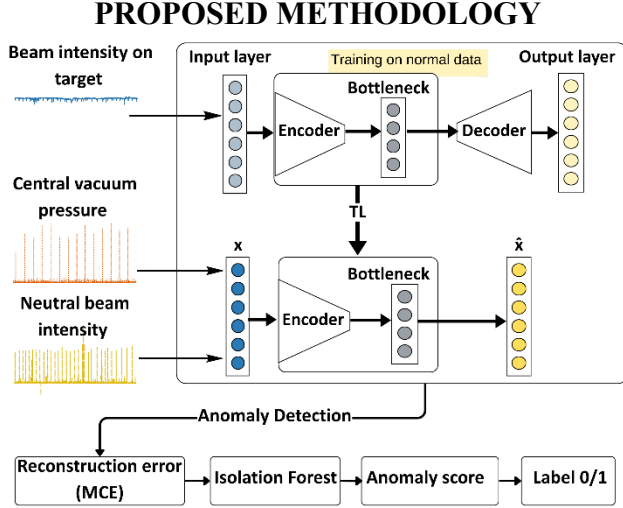 PROPOSED METHODOLOGY
Beam intensity on
target
Input layer
Training on normal data
Output layer
Bottleneck
Encoder
Decoder
TL
Central vacuum
pressure
x
x̂
Bottleneck
Neutral beam
intensity
Encoder
Anomaly Detection
Reconstruction error
(MCE)
Isolation Forest
Anomaly score
Label 0/1